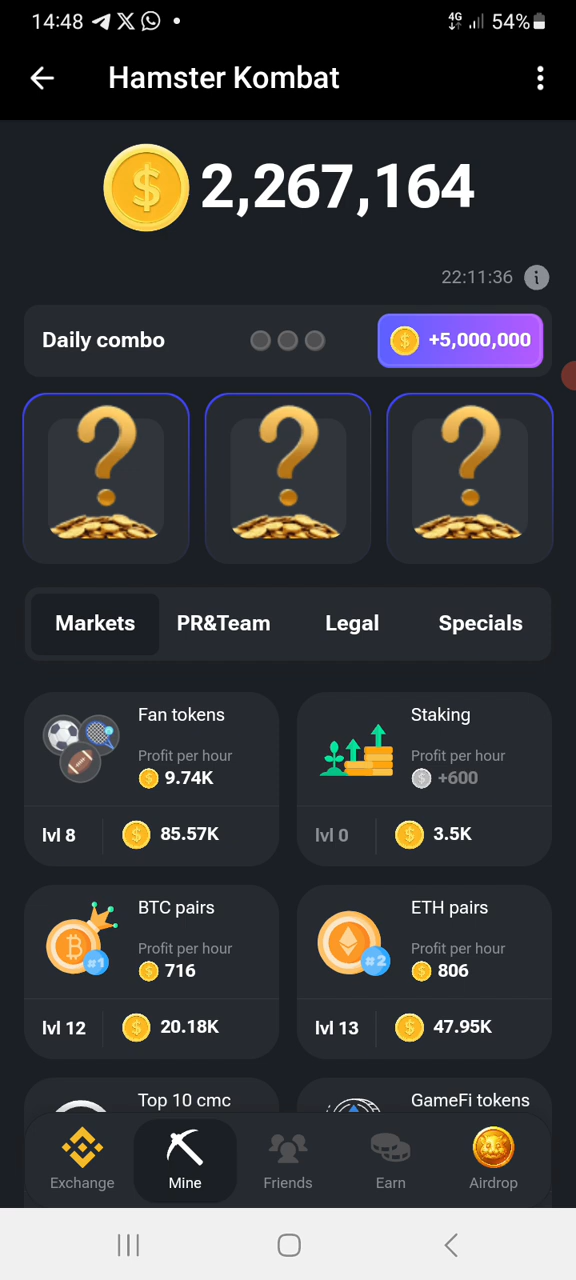 14:48 4G 54%
Hamster Kombat
2,267,164
22:11:36
Daily combo +5,000,000
Markets PR&Team Legal Specials
Fan tokens
Profit per hour
9.74K
lvl 8 85.57K
Staking
Profit per hour
+600
lvl 0 3.5K
BTC pairs
#1
Profit per hour
716
lvl 12 20.18K
ETH pairs
#2
Profit per hour
806
lvl 13 47.95K
Top 10 cmc
GameFi tokens
Exchange Mine Friends Earn Airdrop